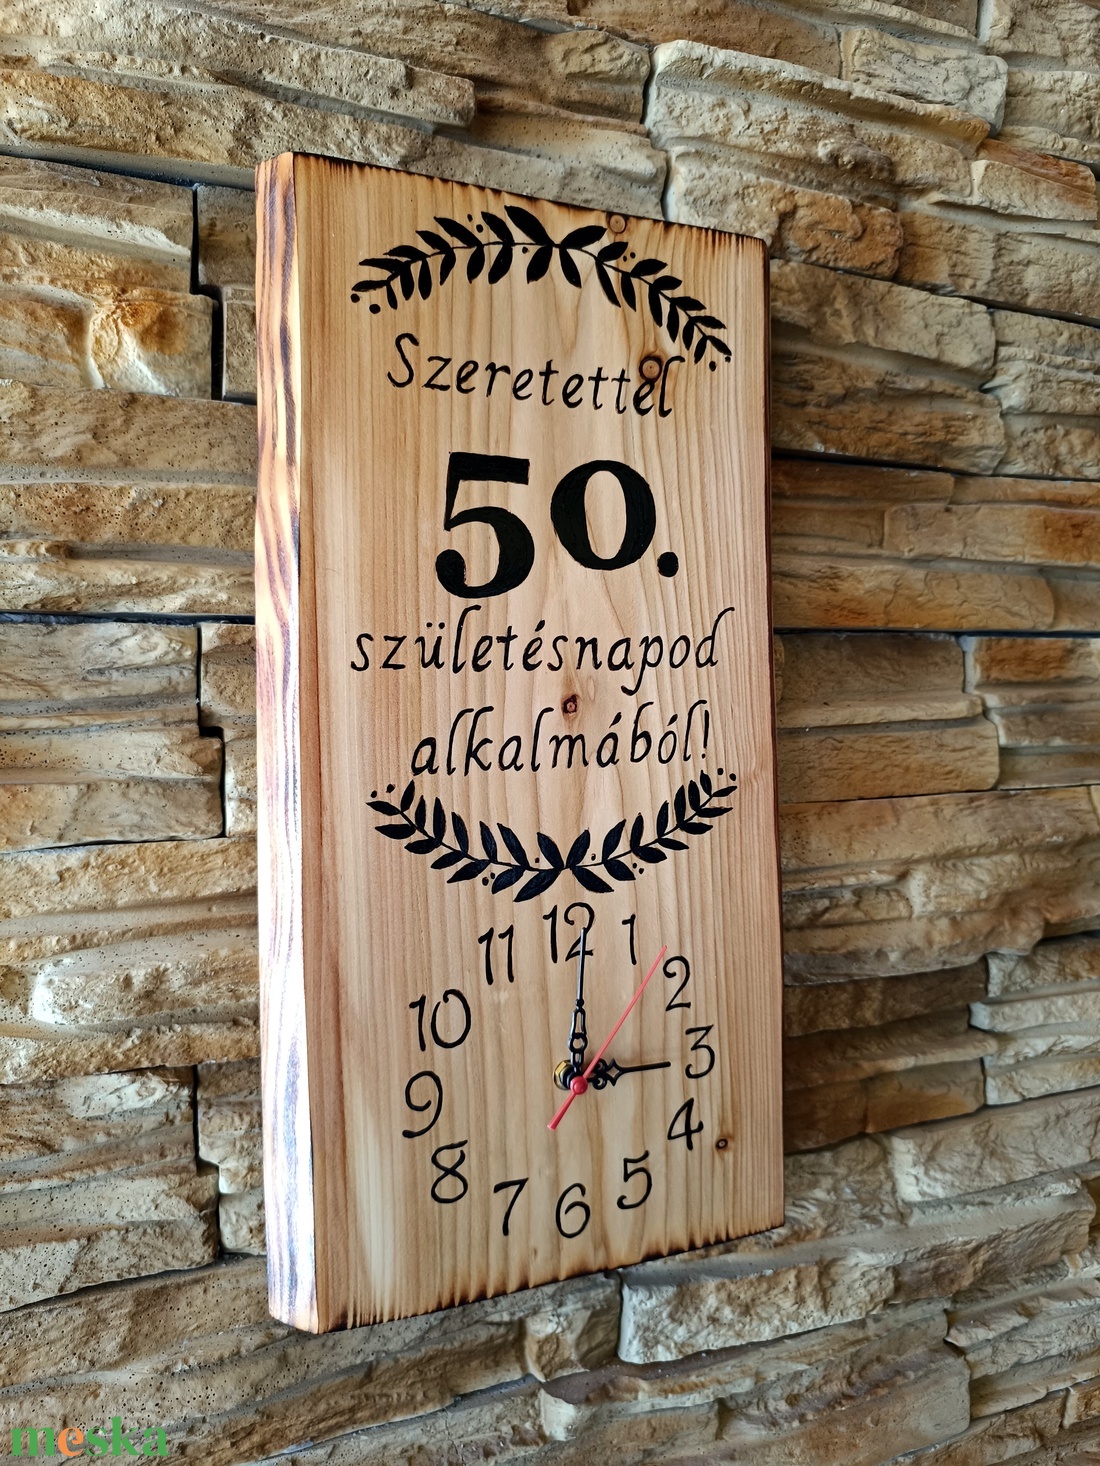 Szeretettel
50.
születésnapod
alkalmából!
12
11 1
10 2
9 3
8 4
7 6 5
meska